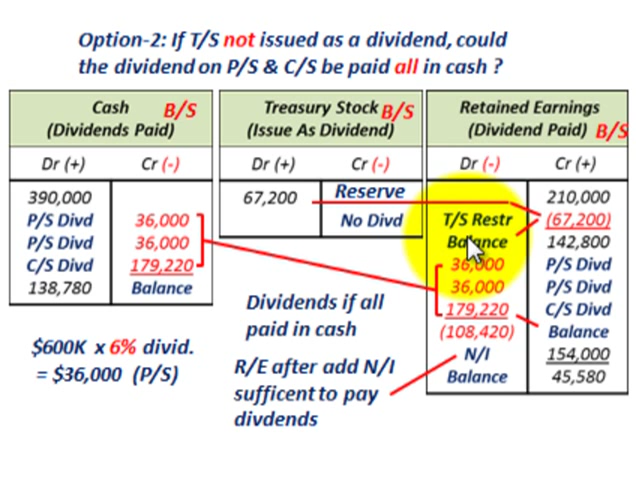 Option-2: If T/S not issued as a dividend, could
the dividend on P/S & C/S be paid all in cash ?
Cash B/S
(Dividends Paid)
Dr (+) Cr (-)
390,000
P/S Divd 36,000
P/S Divd 36,000
C/S Divd 179,220
138,780 Balance
Treasury Stock B/S
(Issue As Dividend)
Dr (+) Cr (-)
67,200 Reserve
No Divd
Retained Earnings
(Dividend Paid) B/S
Dr (-) Cr (+)
210,000
T/S Restr (67,200)
Balance 142,800
36,000 P/S Divd
36,000 P/S Divd
179,220 C/S Divd
(108,420) Balance
N/I 154,000
Balance 45,580
$600K x 6% divid.
= $36,000 (P/S)
Dividends if all
paid in cash
R/E after add N/I
sufficent to pay
divdends